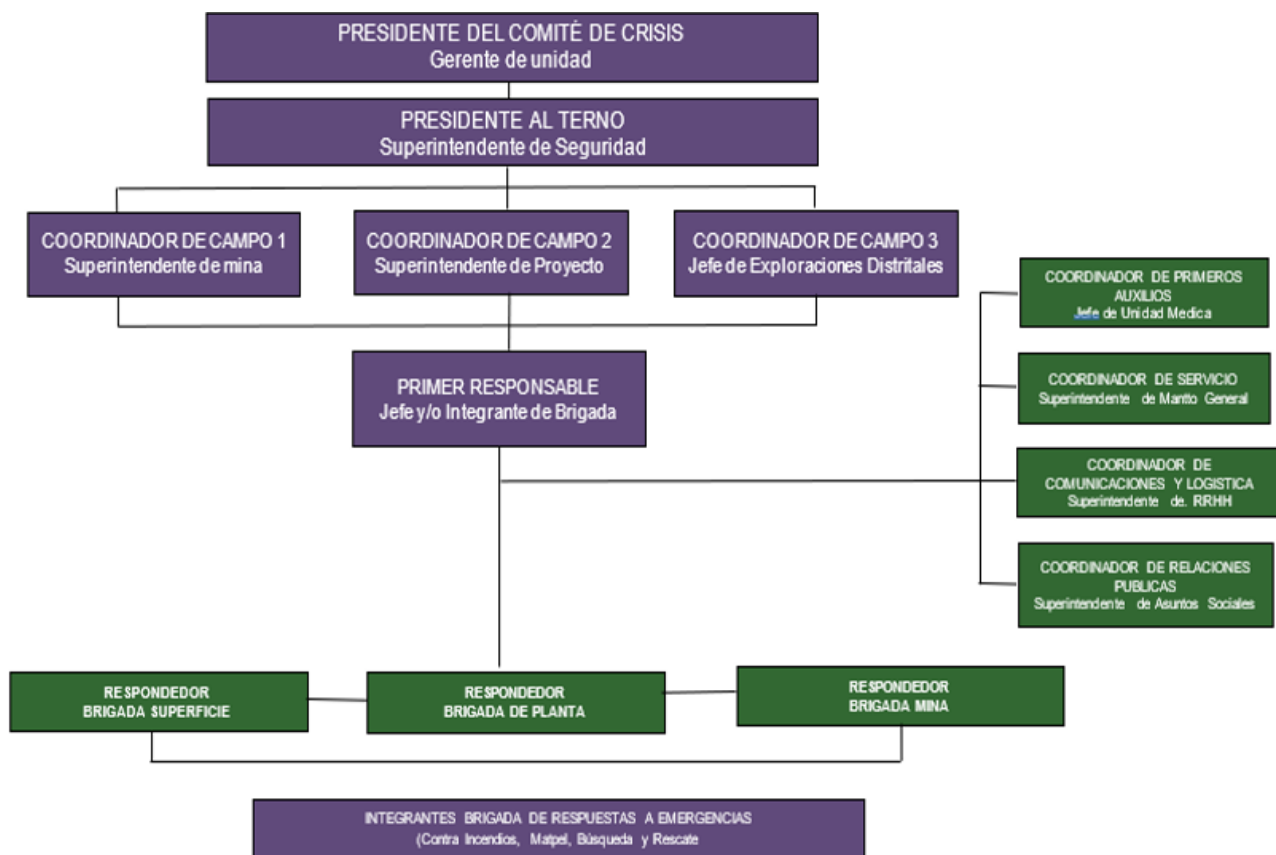 PRESIDENTE DEL COMITÉ DE CRISIS
Gerente de unidad
PRESIDENTE AL TERNO
Superintendente de Seguridad
COORDINADOR DE CAMPO 1
Superintendente de mina
COORDINADOR DE CAMPO 2
Superintendente de Proyecto
COORDINADOR DE CAMPO 3
Jefe de Exploraciones Distritales
COORDINADOR DE PRIMEROS
AUXILIOS
Jefe de Unidad Medica
COORDINADOR DE SERVICIO
Superintendente de Mantto General
PRIMER RESPONSABLE
Jefe y/o Integrante de Brigada
COORDINADOR DE
COMUNICACIONES Y LOGISTICA
Superintendente de. RRHH
COORDINADOR DE RELACIONES
PUBLICAS
Superintendente de Asuntos Sociales
RESPONDEDOR
BRIGADA SUPERFICIE
RESPONDEDOR
BRIGADA DE PLANTA
RESPONDEDOR
BRIGADA MINA
INTEGRANTES BRIGADA DE RESPUESTAS A EMERGENCIAS
(Contra Incendios, Matpel, Búsqueda y Rescate